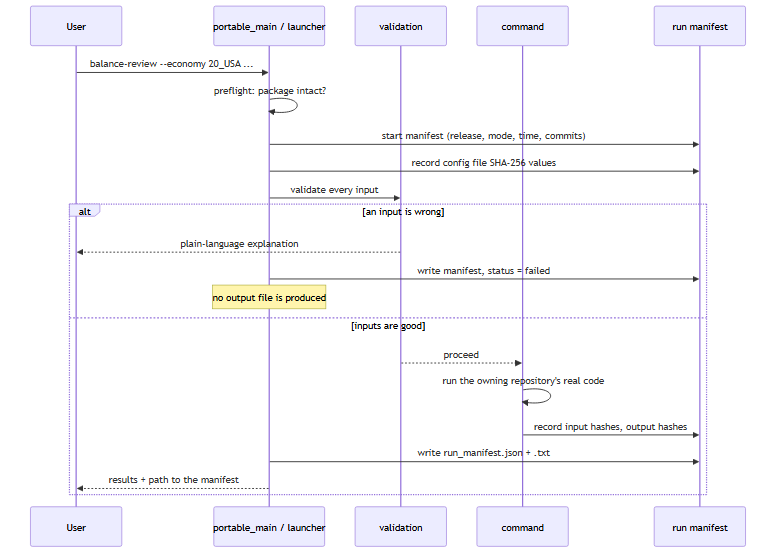 User
portable_main / launcher
validation
command
run manifest
balance-review --economy 20_USA ...
preflight: package intact?
start manifest (release, mode, time, commits)
record config file SHA-256 values
validate every input
alt
[an input is wrong]
plain-language explanation
write manifest, status = failed
no output file is produced
[inputs are good]
proceed
run the owning repository's real code
record input hashes, output hashes
write run_manifest.json + .txt
results + path to the manifest
User
portable_main / launcher
validation
command
run manifest